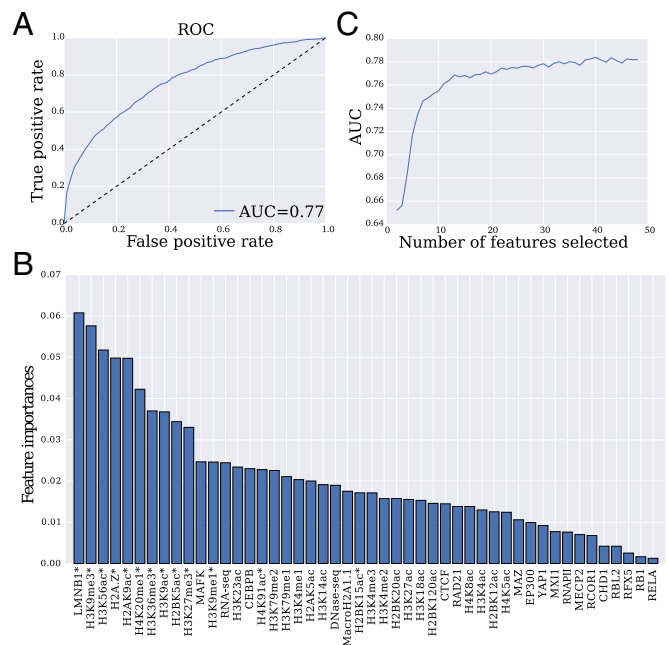 A
ROC
1.0
0.8
0.6
0.4
0.2
0.0
True positive rate
0.0 0.2 0.4 0.6 0.8 1.0
False positive rate
AUC=0.77
C
0.80
0.78
0.76
0.74
0.72
0.70
0.68
0.66
0.64
AUC
0 10 20 30 40 50
Number of features selected
B
0.07
0.06
0.05
0.04
0.03
0.02
0.01
0.00
Feature importances
LMNB1*
H3K9me3*
H3K56ac*
H2A.Z*
H2AK9ac*
H4K20me1*
H3K36me3*
H3K9ac*
H2BK5ac*
H3K27me3*
MAFK
H3K9me1*
RNA-seq
H3K23ac
CEBPB
H4K91ac*
H3K79me2
H3K79me1
H3K4me1
H2AK5ac
H3K14ac
DNase-seq
MacroH2A1.1
H2BK15ac*
H3K4me3
H3K4me2
H2BK20ac
H3K27ac
H3K18ac
H2BK120ac
CTCF
RAD21
H4K8ac
H3K4ac
H2BK12ac
H4K5ac
MAZ
EP300
YAP1
MXI1
RNAPII
MECP2
RCOR1
CHD1
RBL2
RFX5
RB1
RELA